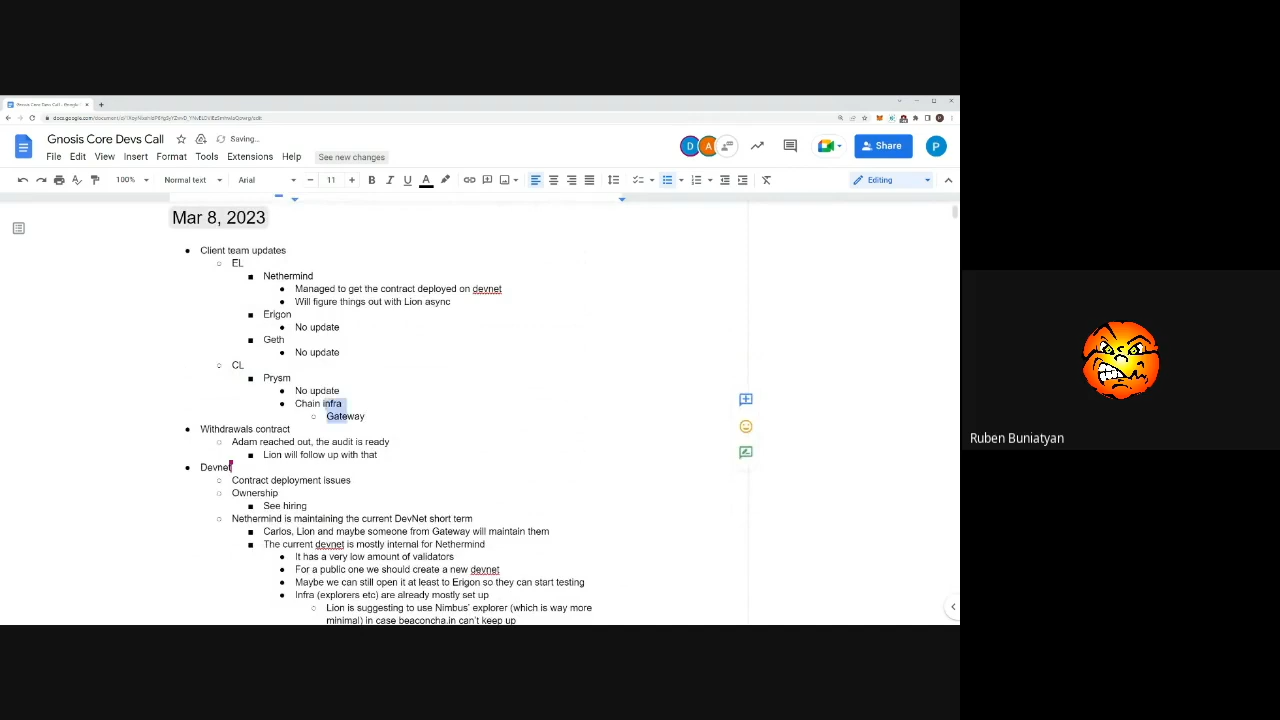 Gnosis Core Devs Call
Saving...
File Edit View Insert Format Tools Extensions Help See new changes
D A Share P
100% Normal text Arial 11 B I U A Editing
Mar 8, 2023
Client team updates
EL
Nethermind
Managed to get the contract deployed on devnet
Will figure things out with Lion async
Erigon
No update
Geth
No update
CL
Prysm
No update
Chain infra
Gateway
Withdrawals contract
Adam reached out, the audit is ready
Lion will follow up with that
Devnet
Contract deployment issues
Ownership
See hiring
Nethermind is maintaining the current DevNet short term
Carlos, Lion and maybe someone from Gateway will maintain them
The current devnet is mostly internal for Nethermind
It has a very low amount of validators
For a public one we should create a new devnet
Maybe we can still open it at least to Erigon so they can start testing
Infra (explorers etc) are already mostly set up
Lion is suggesting to use Nimbus' explorer (which is way more
minimal) in case beaconcha.in can't keep up
Ruben Buniatyan